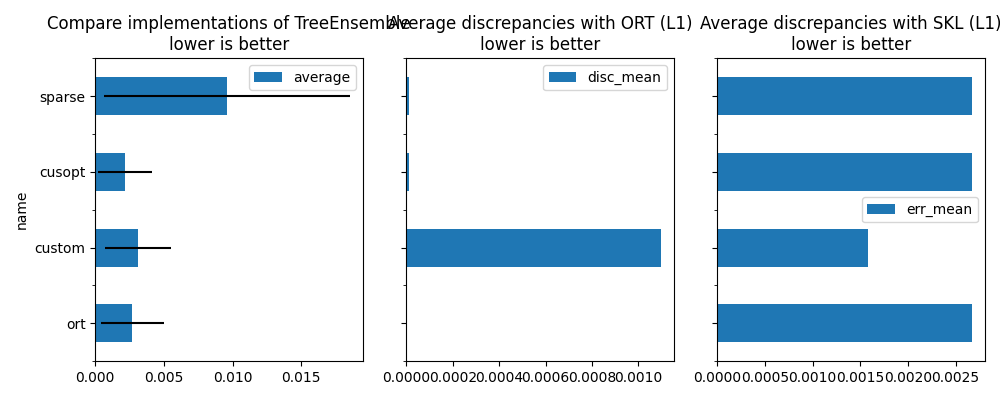 Compare implementations of TreeEnsemble
lower is better
average
name
sparse
cusopt
custom
ort
0.000 0.005 0.010 0.015
Average discrepancies with ORT (L1)
lower is better
disc_mean
0.0000 0.0002 0.0004 0.0006 0.0008 0.0010
Average discrepancies with SKL (L1)
lower is better
err_mean
0.0000 0.0005 0.0010 0.0015 0.0020 0.0025